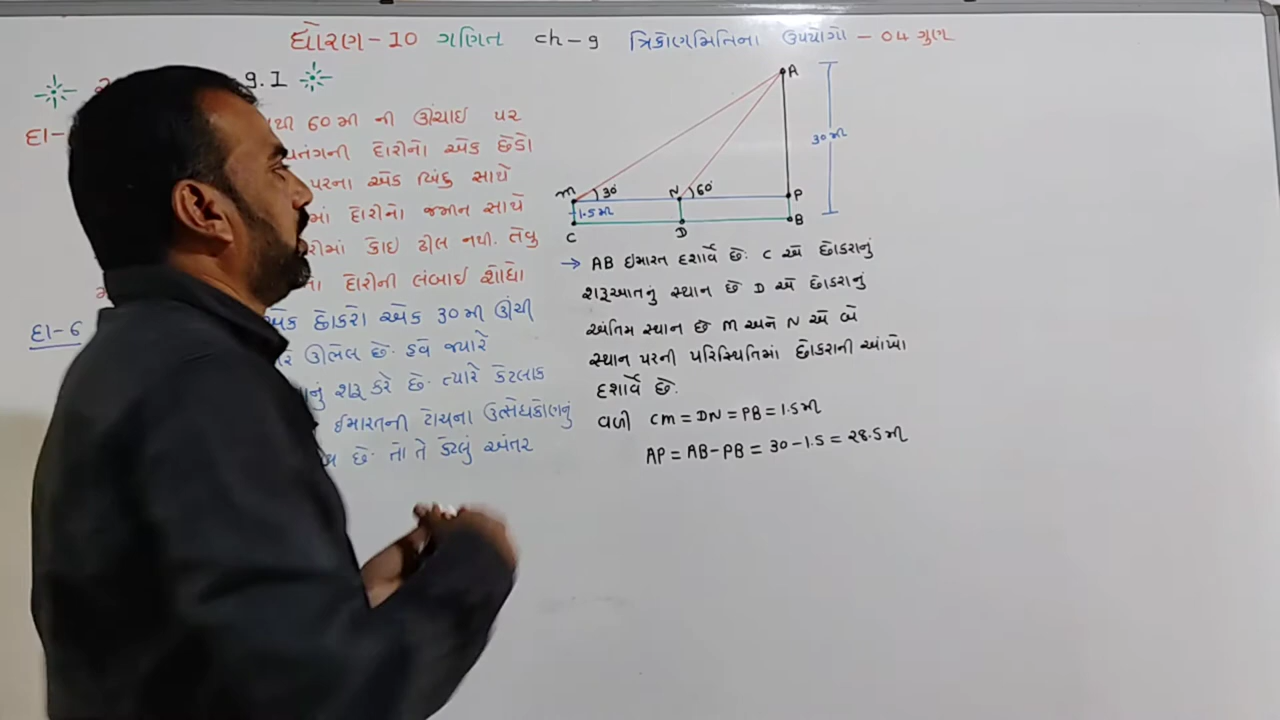 ધોરણ-10 ગણિત ch-9 ત્રિકોણમિતિના ઉપયોગો - 04 ગુણ
9.1
દા-
થી 60 મી ની ઊંચાઇ પર
પતંગની દોરીનો એક છેડો
પરના એક બિંદુ સાથે
માં દોરીનો જમીન સાથે
કોઇ ઢીલ નથી. તેવુ
દોરીની લંબાઇ શોધો
દા-6
એક છોકરો એક 30 મી ઊંચી
ઊભેલ છે. હવે જ્યારે
નું શરૂ કરે છે. ત્યારે કેટલાક
ઇમારતની ટોચના ઉત્સેધકોણનું
છે. તો તે કેટલું અંતર
A
30 મી
M
30°
N
60°
P
1.5 મી
B
C
D
→ AB ઇમારત દર્શાવે છે. C એ છોકરાનું
શરૂઆતનું સ્થાન છે D એ છોકરાનું
અંતિમ સ્થાન છે M અને N એ બે
સ્થાન પરની પરિસ્થિતિમાં છોકરાની આંખો
દર્શાવે છે.
વળી CM = DN = PB = 1.5 મી
AP = AB - PB = 30 - 1.5 = 28.5 મી